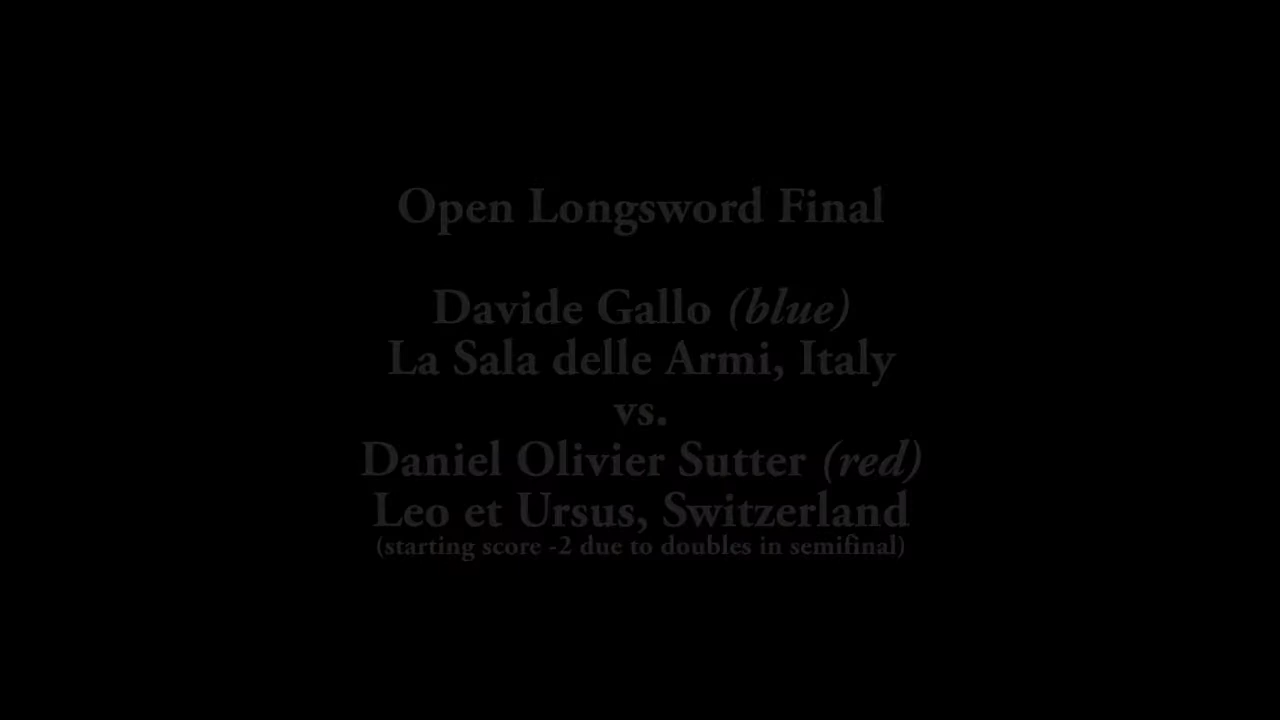 Open Longsword Final
Davide Gallo (blue)
La Sala delle Armi, Italy
vs.
Daniel Olivier Sutter (red)
Leo et Ursus, Switzerland
(starting score -2 due to doubles in semifinal)